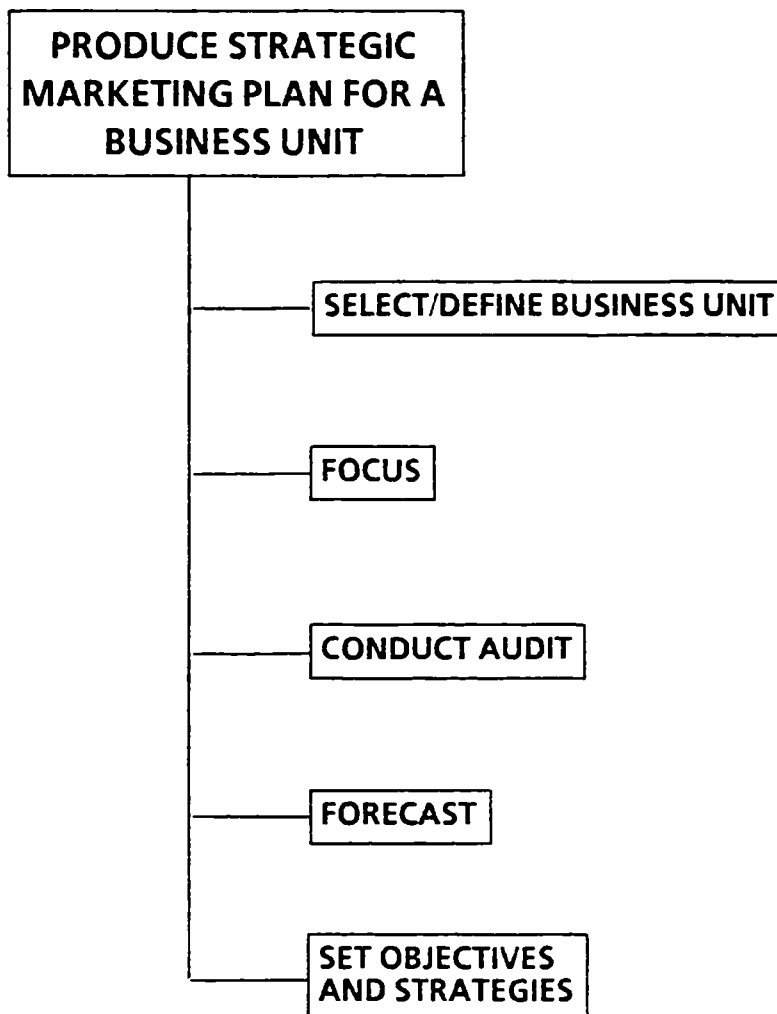 PRODUCE STRATEGIC
MARKETING PLAN FOR A
BUSINESS UNIT
SELECT/DEFINE BUSINESS UNIT
FOCUS
CONDUCT AUDIT
FORECAST
SET OBJECTIVES
AND STRATEGIES